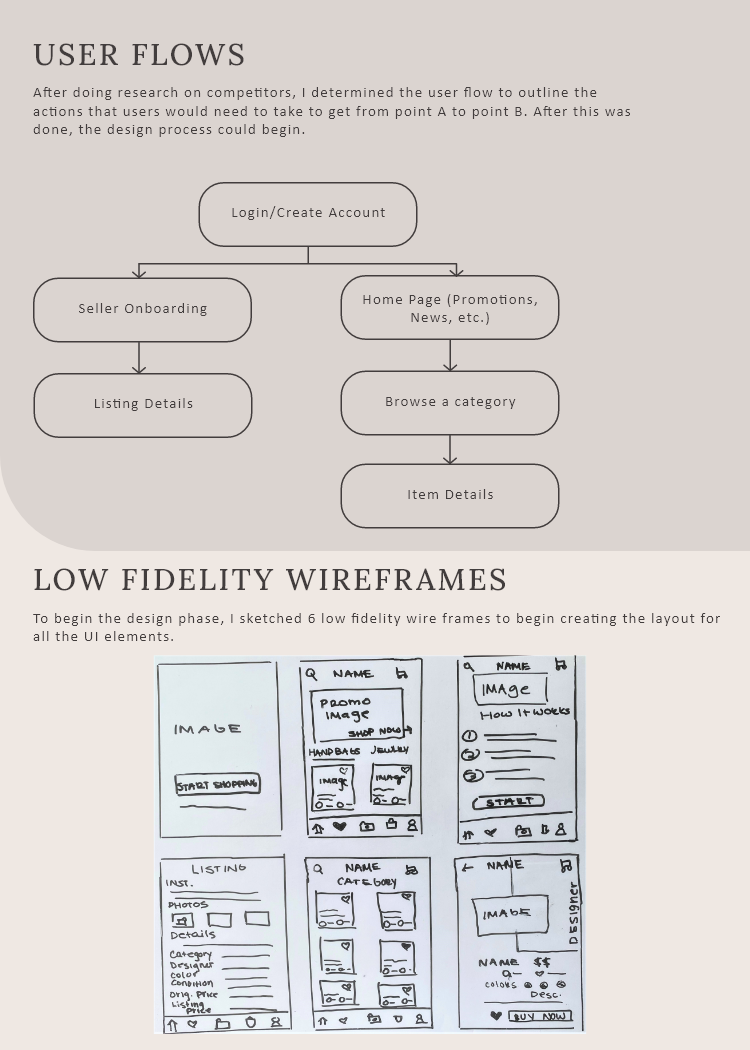 USER FLOWS
After doing research on competitors, I determined the user flow to outline the
actions that users would need to take to get from point A to point B. After this was
done, the design process could begin.
Login/Create Account
Seller Onboarding
Home Page (Promotions,
News, etc.)
Listing Details
Browse a category
Item Details
LOW FIDELITY WIREFRAMES
To begin the design phase, I sketched 6 low fidelity wire frames to begin creating the layout for
all the UI elements.
IMAGE
START SHOPPING
NAME
PROMO
IMAGE
SHOP NOW
HANDBAGS JEWLRY
IMAGE IMAGE
NAME
IMAGE
How It Works
1
2
3
START
LISTING
INST.
PHOTOS
Details
Category
Designer
Color
Condition
Orig. Price
Listing
Price
NAME
CATEGORY
NAME
IMAGE
DESIGNER
NAME $$
COLORS
Desc.
BUY NOW